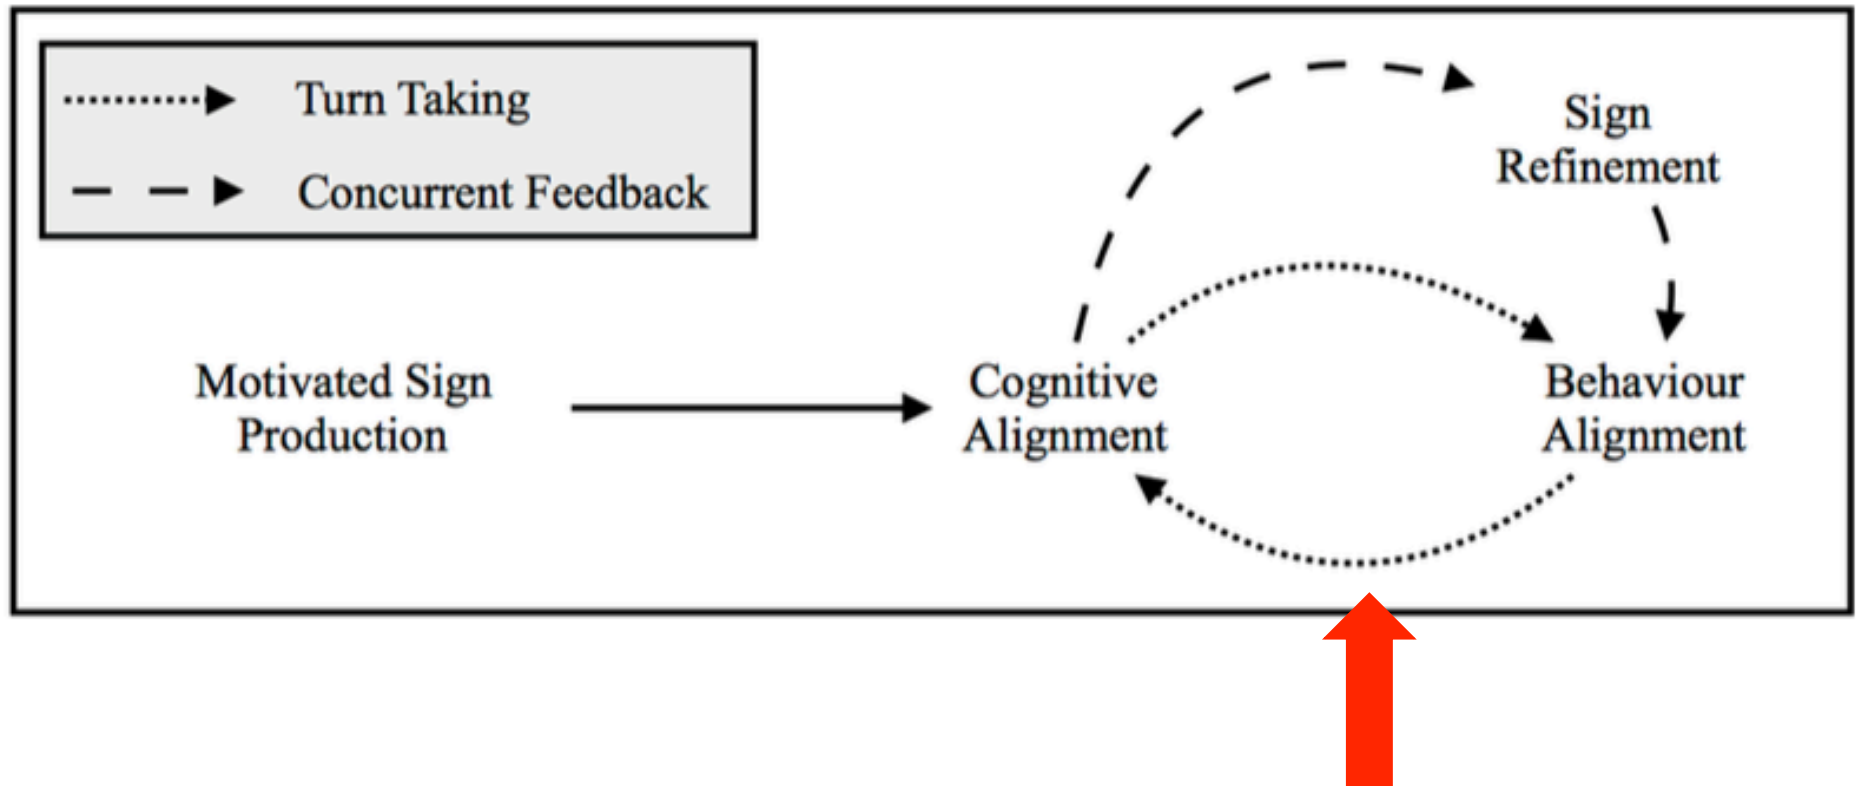 Turn Taking
Concurrent Feedback
Sign
Refinement
Motivated Sign
Production
Cognitive
Alignment
Behaviour
Alignment